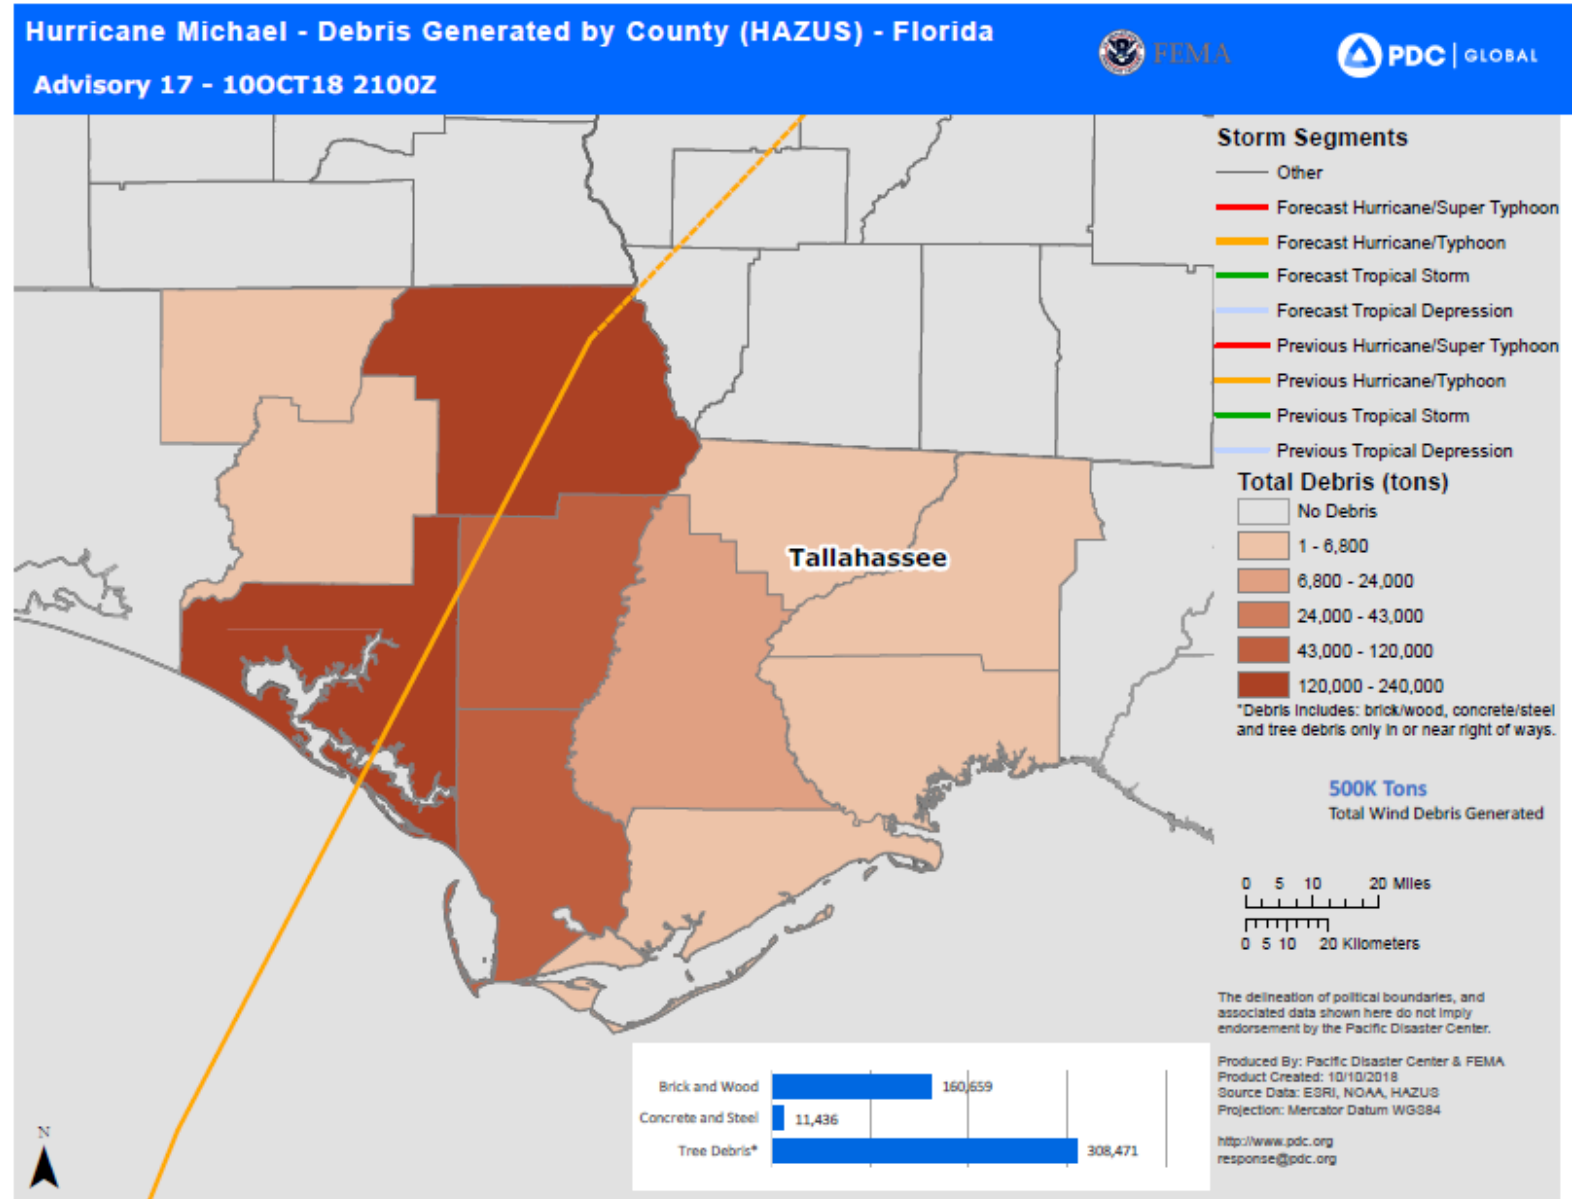 Hurricane Michael - Debris Generated by County (HAZUS) - Florida
Advisory 17 - 10OCT18 2100Z
FEMA
PDC | GLOBAL
Storm Segments
Other
Forecast Hurricane/Super Typhoon
Forecast Hurricane/Typhoon
Forecast Tropical Storm
Forecast Tropical Depression
Previous Hurricane/Super Typhoon
Previous Hurricane/Typhoon
Previous Tropical Storm
Previous Tropical Depression
Total Debris (tons)
No Debris
1 - 6,800
6,800 - 24,000
24,000 - 43,000
43,000 - 120,000
120,000 - 240,000
*Debris Includes: brick/wood, concrete/steel
and tree debris only in or near right of ways.
Tallahassee
500K Tons
Total Wind Debris Generated
0 5 10 20 Miles
0 5 10 20 Kilometers
The delineation of political boundaries, and
associated data shown here do not imply
endorsement by the Pacific Disaster Center.
Produced By: Pacific Disaster Center & FEMA
Product Created: 10/10/2018
Source Data: ESRI, NOAA, HAZUS
Projection: Mercator Datum WGS84
http://www.pdc.org
response@pdc.org
Brick and Wood 160,659
Concrete and Steel 11,436
Tree Debris* 308,471
N